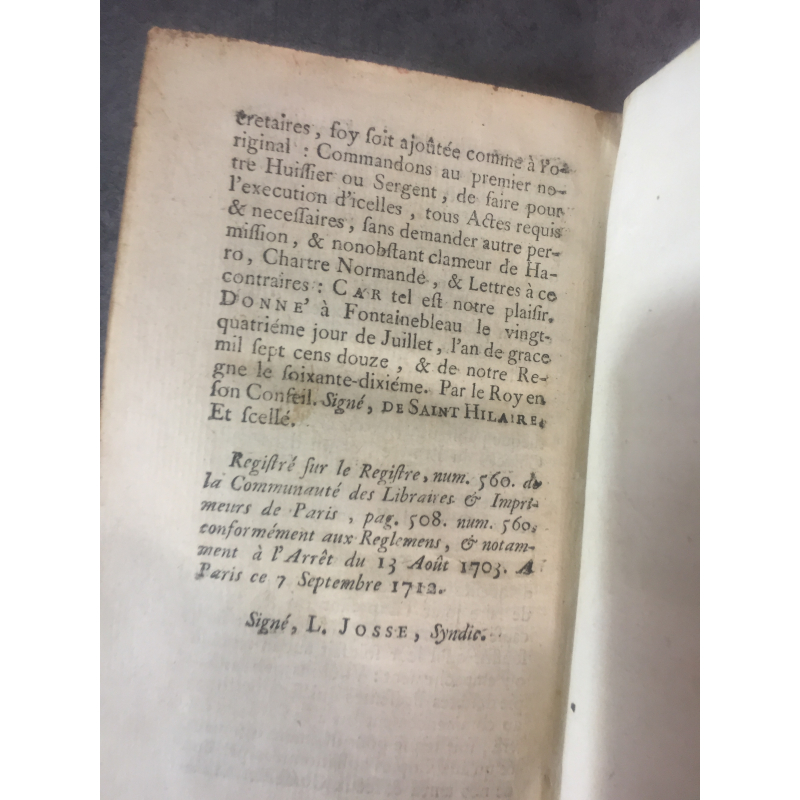 cretaires, foy ſoit ajoûtée comme à l'o-
riginal : Commandons au premier no-
tre Huiſſier ou Sergent, de faire pour
l'execution d'icelles, tous Actes requis
& neceſſaires, ſans demander autre per-
miſſion, & nonobſtant clameur de Ha-
ro, Chartre Normande, & Lettres à ce
contraires : CAR tel eſt notre plaiſir.
DONNE' à Fontainebleau le vingt-
quatriéme jour de Juillet, l'an de grace
mil ſept cens douze, & de notre Re-
gne le ſoixante-dixiéme. Par le Roy en
ſon Conſeil. Signé, DE SAINT HILAIRE.
Et ſcellé.
Regiſtré ſur le Regiſtre, num. 560. de
la Communauté des Libraires & Impri-
meurs de Paris, pag. 508. num. 560.
conformément aux Reglemens, & notam-
ment à l'Arrêt du 13 Août 1703. A
Paris ce 7 Septembre 1712.
Signé, L. JOSSE, Syndic.